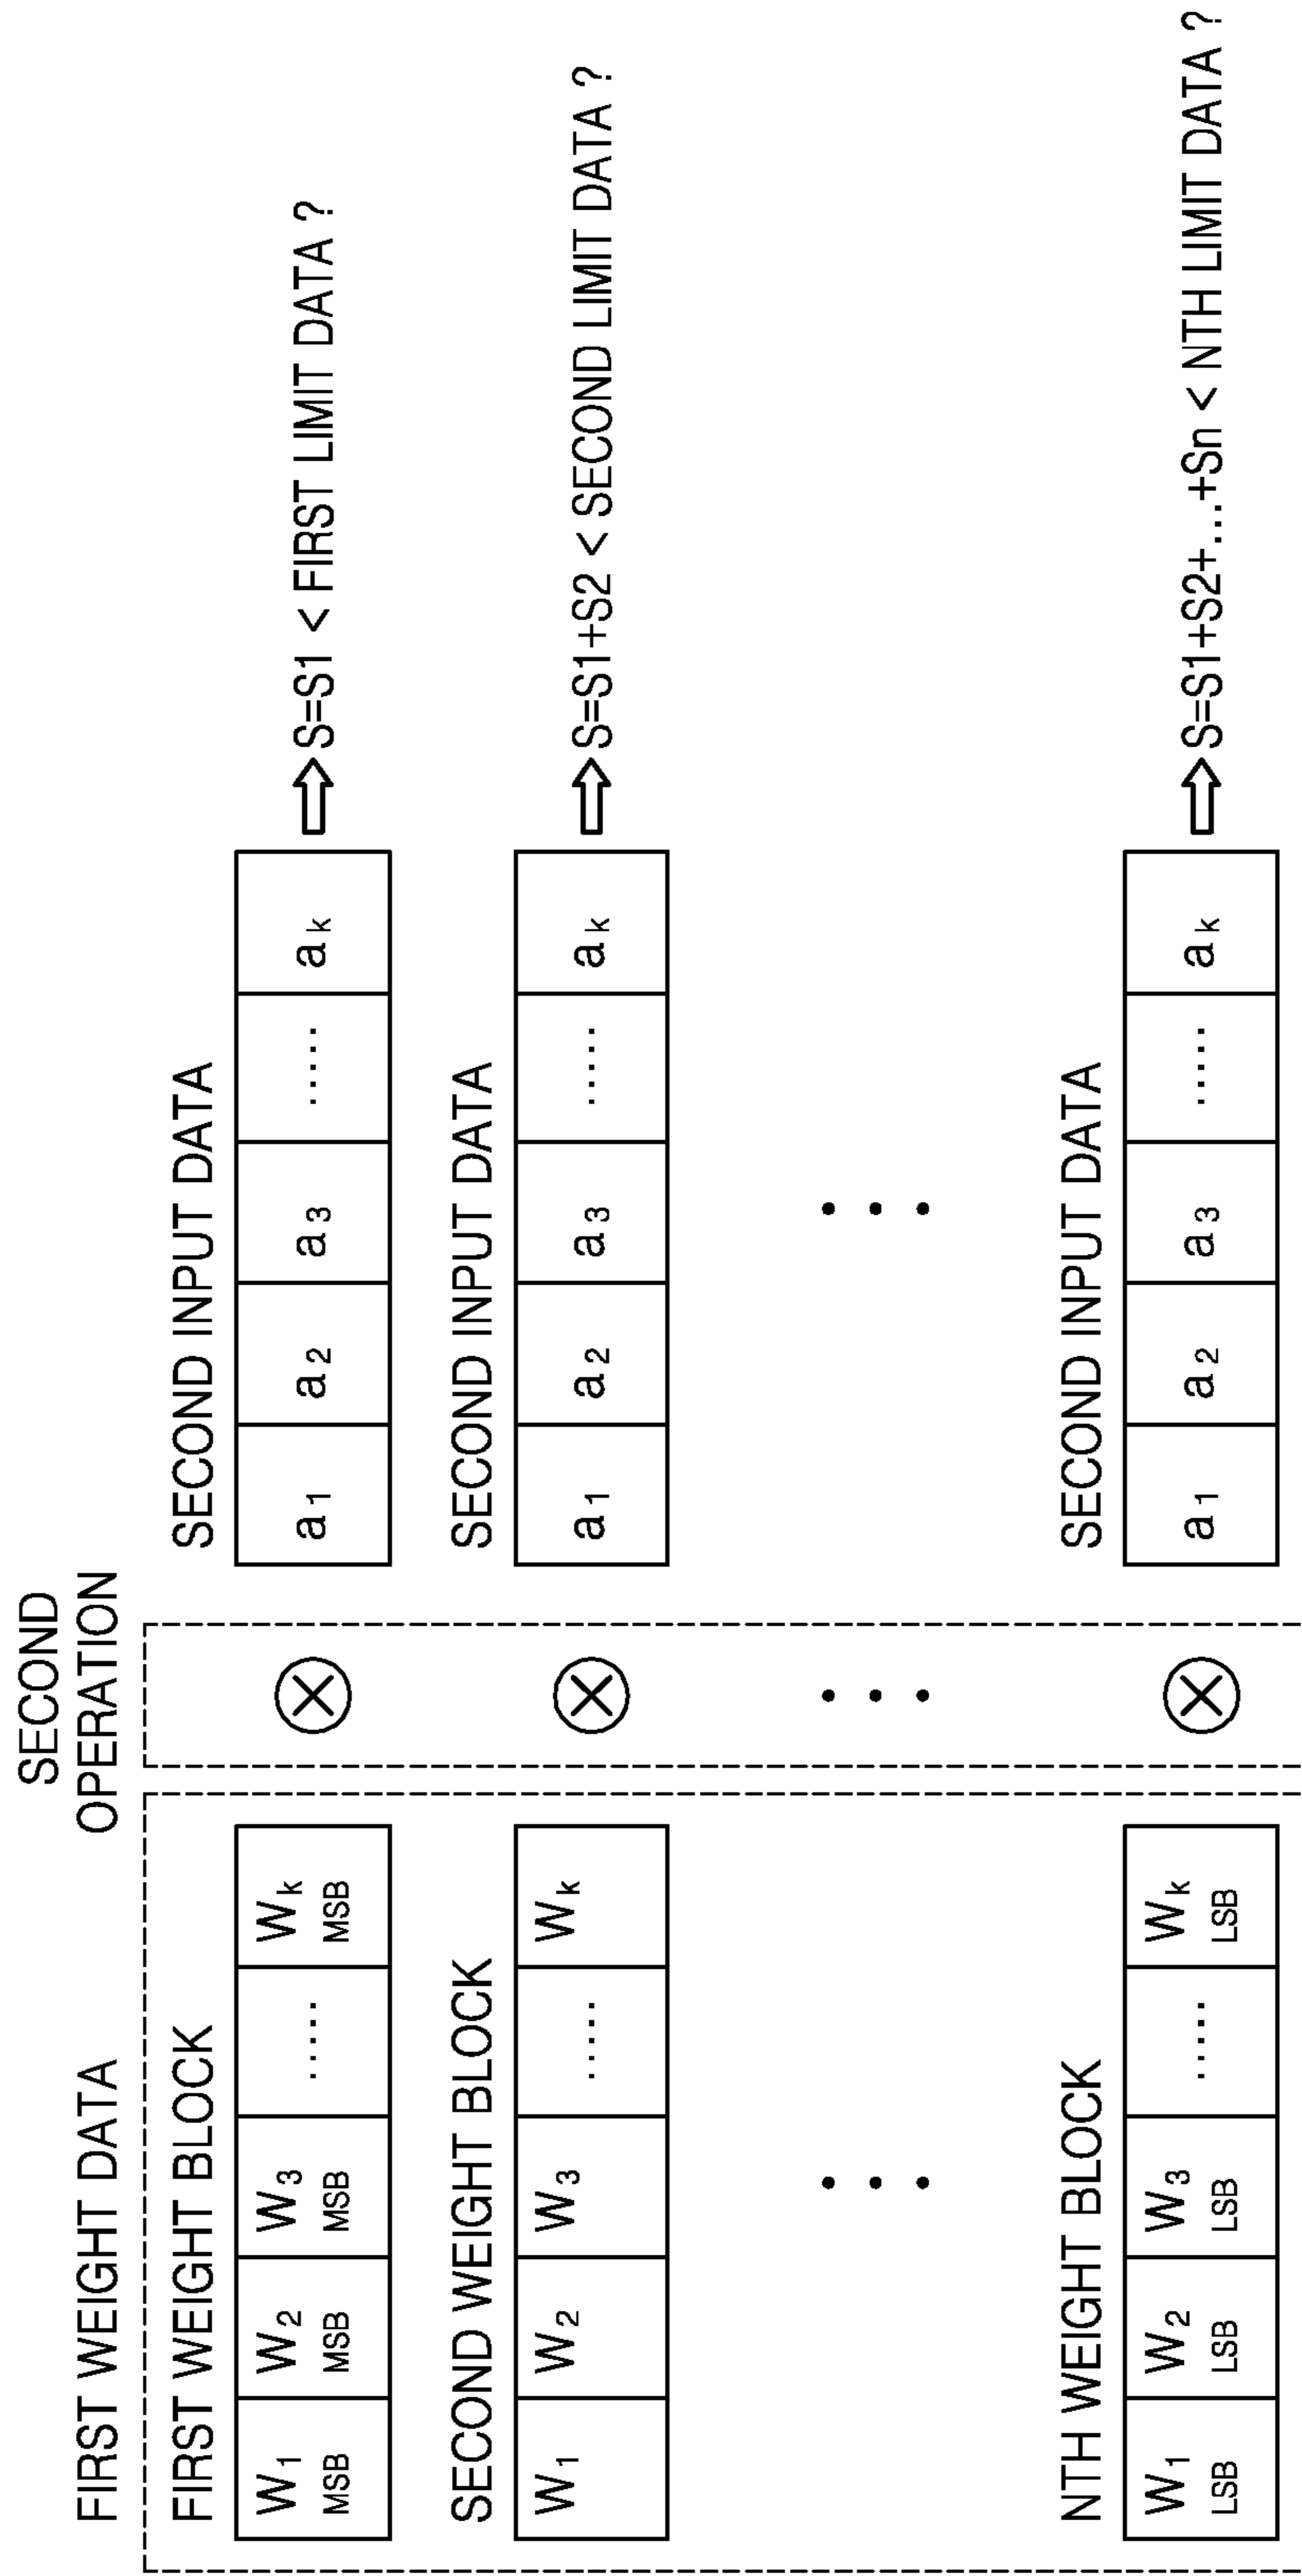 FIRST WEIGHT DATA
SECOND
OPERATION
FIRST WEIGHT BLOCK
SECOND INPUT DATA
W1 MSB W2 MSB W3 MSB ..... Wk MSB
a1 a2 a3 ..... ak
S=S1 < FIRST LIMIT DATA ?
SECOND WEIGHT BLOCK
SECOND INPUT DATA
W1 W2 W3 ..... Wk
a1 a2 a3 ..... ak
S=S1+S2 < SECOND LIMIT DATA ?
NTH WEIGHT BLOCK
SECOND INPUT DATA
W1 LSB W2 LSB W3 LSB ..... Wk LSB
a1 a2 a3 ..... ak
S=S1+S2+...+Sn < NTH LIMIT DATA ?